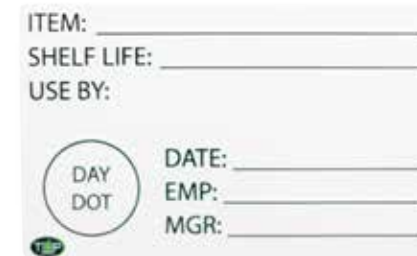 ITEM:
SHELF LIFE:
USE BY:
DAY
DOT
DATE:
EMP:
MGR: